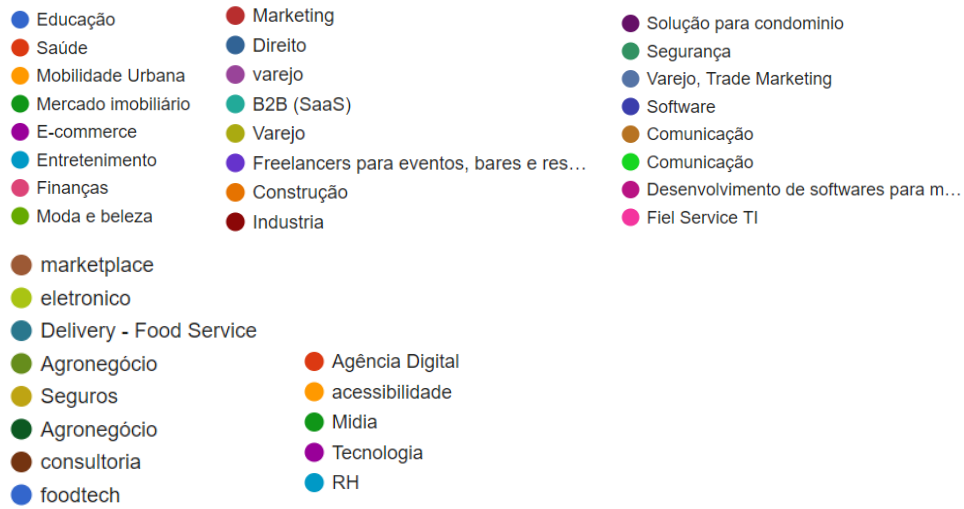 Educação
Saúde
Mobilidade Urbana
Mercado imobiliário
E-commerce
Entretenimento
Finanças
Moda e beleza
Marketing
Direito
varejo
B2B (SaaS)
Varejo
Freelancers para eventos, bares e res…
Construção
Industria
Solução para condominio
Segurança
Varejo, Trade Marketing
Software
Comunicação
Comunicação
Desenvolvimento de softwares para m…
Fiel Service TI
marketplace
eletronico
Delivery - Food Service
Agronegócio
Seguros
Agronegócio
consultoria
foodtech
Agência Digital
acessibilidade
Midia
Tecnologia
RH